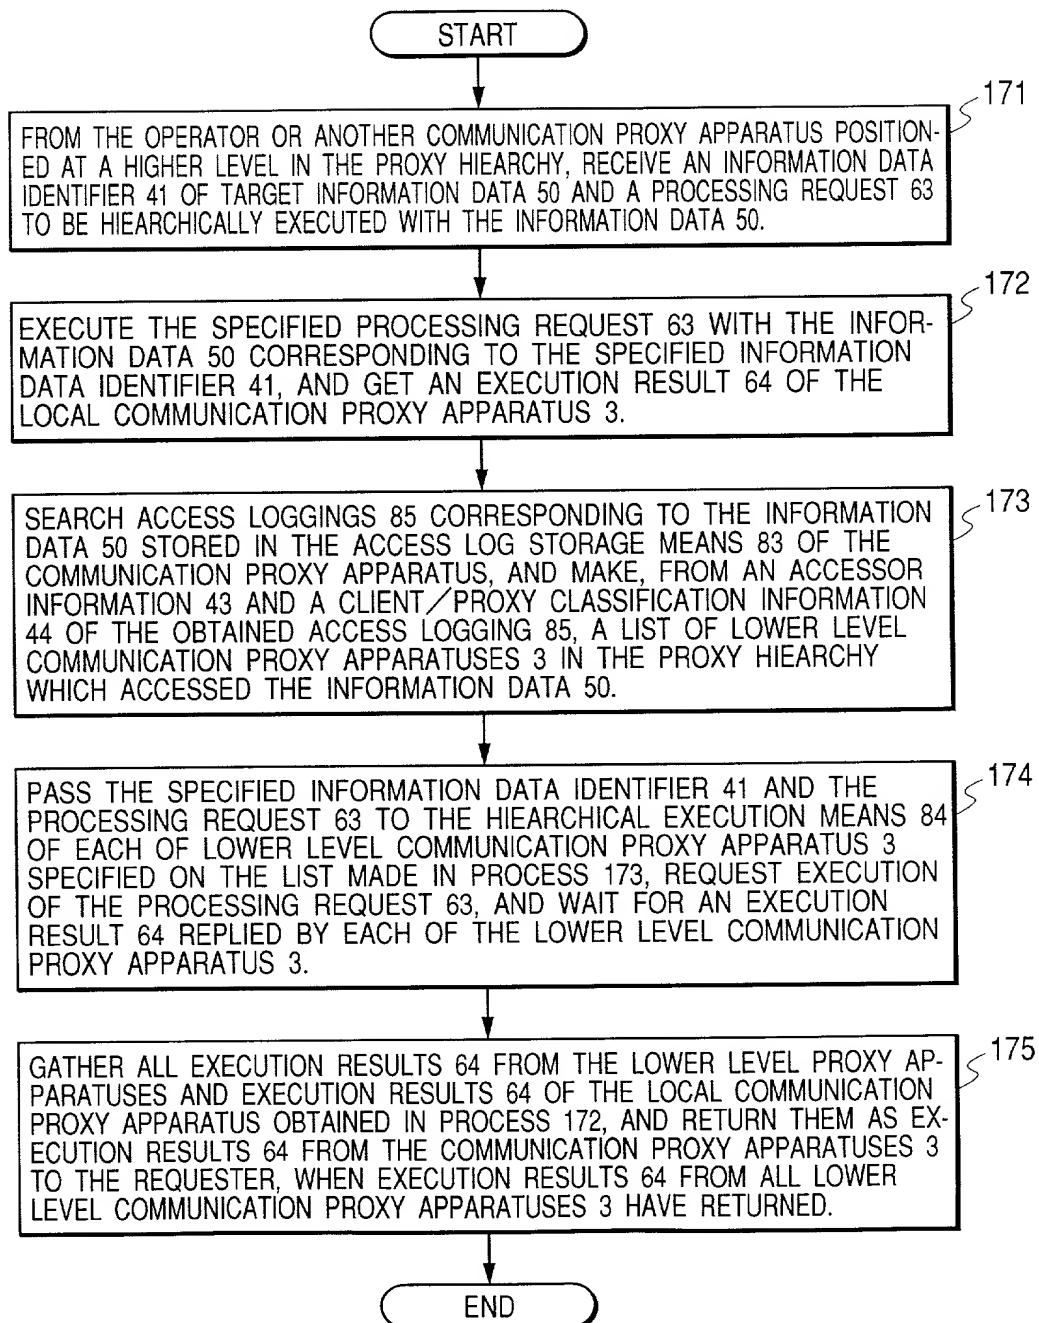 START
171
FROM THE OPERATOR OR ANOTHER COMMUNICATION PROXY APPARATUS POSITION-
ED AT A HIGHER LEVEL IN THE PROXY HIEARCHY, RECEIVE AN INFORMATION DATA
IDENTIFIER 41 OF TARGET INFORMATION DATA 50 AND A PROCESSING REQUEST 63
TO BE HIEARCHICALLY EXECUTED WITH THE INFORMATION DATA 50.
172
EXECUTE THE SPECIFIED PROCESSING REQUEST 63 WITH THE INFOR-
MATION DATA 50 CORRESPONDING TO THE SPECIFIED INFORMATION
DATA IDENTIFIER 41, AND GET AN EXECUTION RESULT 64 OF THE
LOCAL COMMUNICATION PROXY APPARATUS 3.
173
SEARCH ACCESS LOGGINGS 85 CORRESPONDING TO THE INFORMATION
DATA 50 STORED IN THE ACCESS LOG STORAGE MEANS 83 OF THE
COMMUNICATION PROXY APPARATUS, AND MAKE, FROM AN ACCESSOR
INFORMATION 43 AND A CLIENT／PROXY CLASSIFICATION INFORMATION
44 OF THE OBTAINED ACCESS LOGGING 85, A LIST OF LOWER LEVEL
COMMUNICATION PROXY APPARATUSES 3 IN THE PROXY HIEARCHY
WHICH ACCESSED THE INFORMATION DATA 50.
174
PASS THE SPECIFIED INFORMATION DATA IDENTIFIER 41 AND THE
PROCESSING REQUEST 63 TO THE HIEARCHICAL EXECUTION MEANS 84
OF EACH OF LOWER LEVEL COMMUNICATION PROXY APPARATUS 3
SPECIFIED ON THE LIST MADE IN PROCESS 173, REQUEST EXECUTION
OF THE PROCESSING REQUEST 63, AND WAIT FOR AN EXECUTION
RESULT 64 REPLIED BY EACH OF THE LOWER LEVEL COMMUNICATION
PROXY APPARATUS 3.
175
GATHER ALL EXECUTION RESULTS 64 FROM THE LOWER LEVEL PROXY AP-
PARATUSES AND EXECUTION RESULTS 64 OF THE LOCAL COMMUNICATION
PROXY APPARATUS OBTAINED IN PROCESS 172, AND RETURN THEM AS EX-
ECUTION RESULTS 64 FROM THE COMMUNICATION PROXY APPARATUSES 3
TO THE REQUESTER, WHEN EXECUTION RESULTS 64 FROM ALL LOWER
LEVEL COMMUNICATION PROXY APPARATUSES 3 HAVE RETURNED.
END